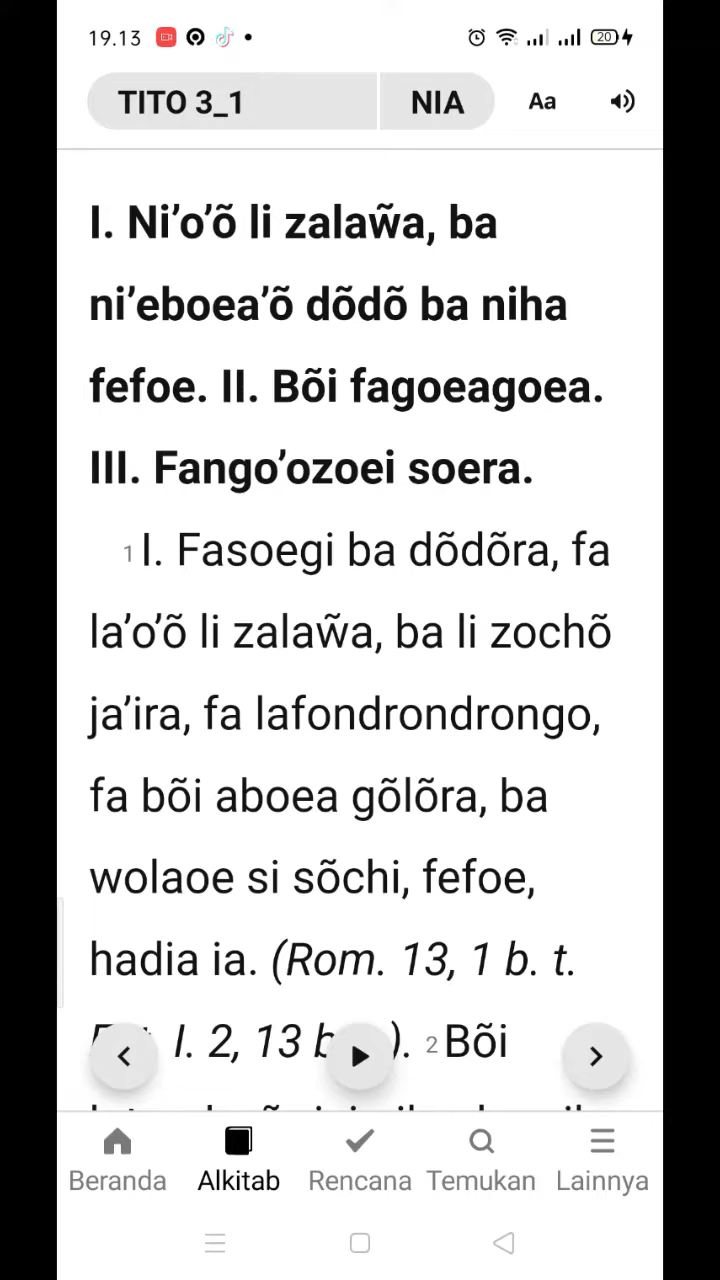 19.13
20
TITO 3_1 NIA Aa
I. Ni’o’õ li zalaw̃a, ba
ni’eboea’õ dõdõ ba niha
fefoe. II. Bõi fagoeagoea.
III. Fango’ozoei soera.
1 I. Fasoegi ba dõdõra, fa
la’o’õ li zalaw̃a, ba li zochõ
ja’ira, fa lafondrondrongo,
fa bõi aboea gõlõra, ba
wolaoe si sõchi, fefoe,
hadia ia. (Rom. 13, 1 b. t.
I. 2, 13 ). 2 Bõi
Beranda Alkitab Rencana Temukan Lainnya